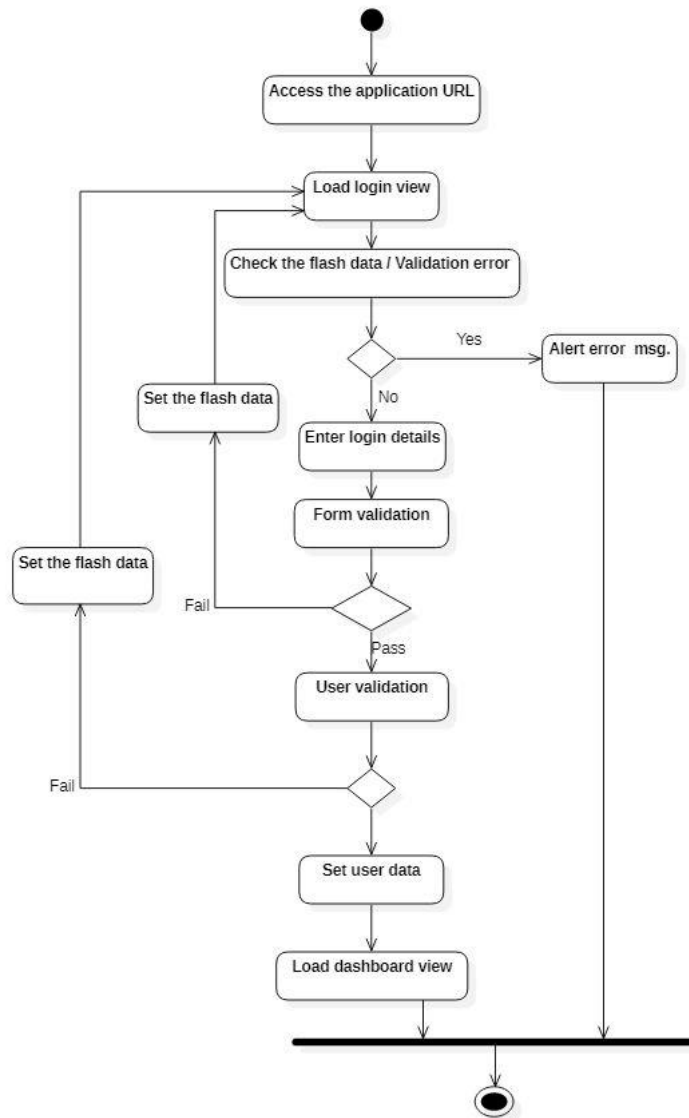 Access the application URL
Load login view
Check the flash data / Validation error
Yes
Alert error  msg.
Set the flash data
No
Enter login details
Form validation
Set the flash data
Fail
Pass
User validation
Fail
Set user data
Load dashboard view